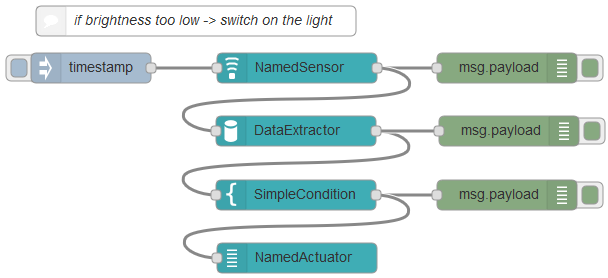 if brightness too low -> switch on the light
timestamp
NamedSensor
msg.payload
DataExtractor
msg.payload
SimpleCondition
msg.payload
NamedActuator